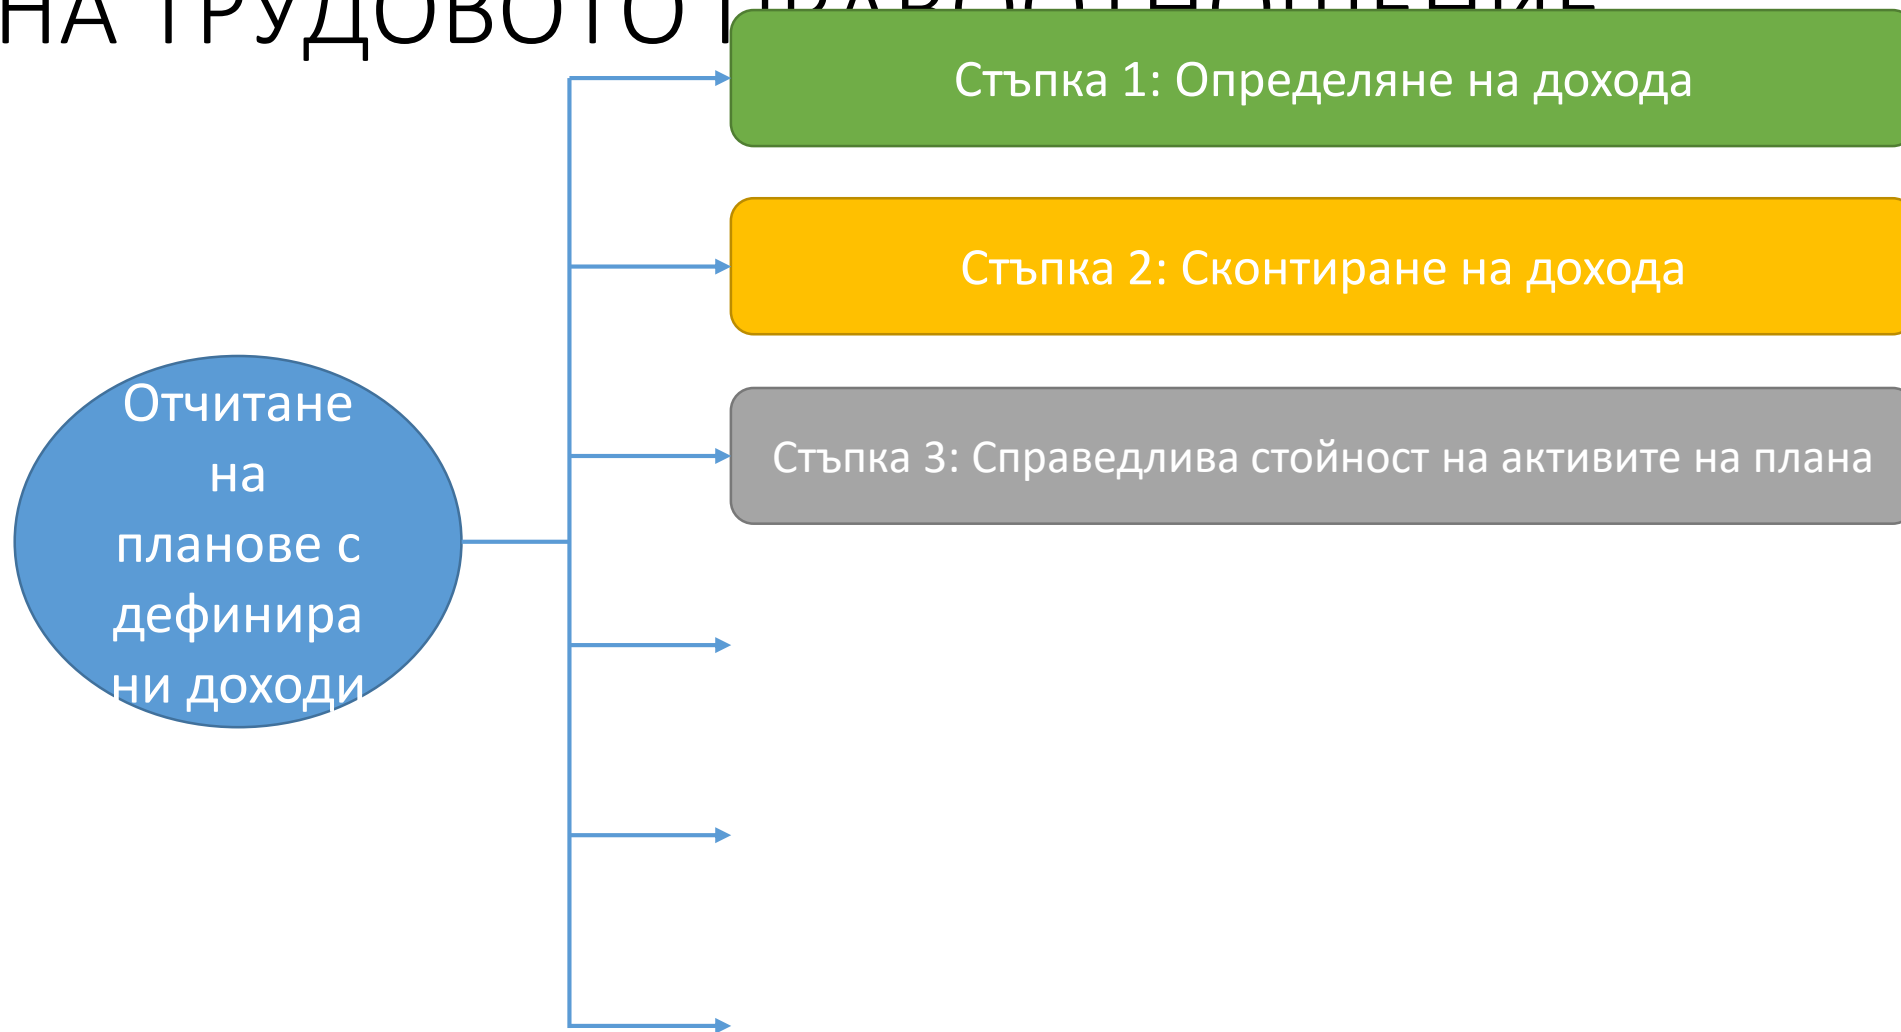 НА ТРУДОВОТО ПРАВООТНОШЕНИЕ
Стъпка 1: Определяне на дохода
Стъпка 2: Сконтиране на дохода
Стъпка 3: Справедлива стойност на активите на плана
Отчитане
на
планове с
дефинира
ни доходи